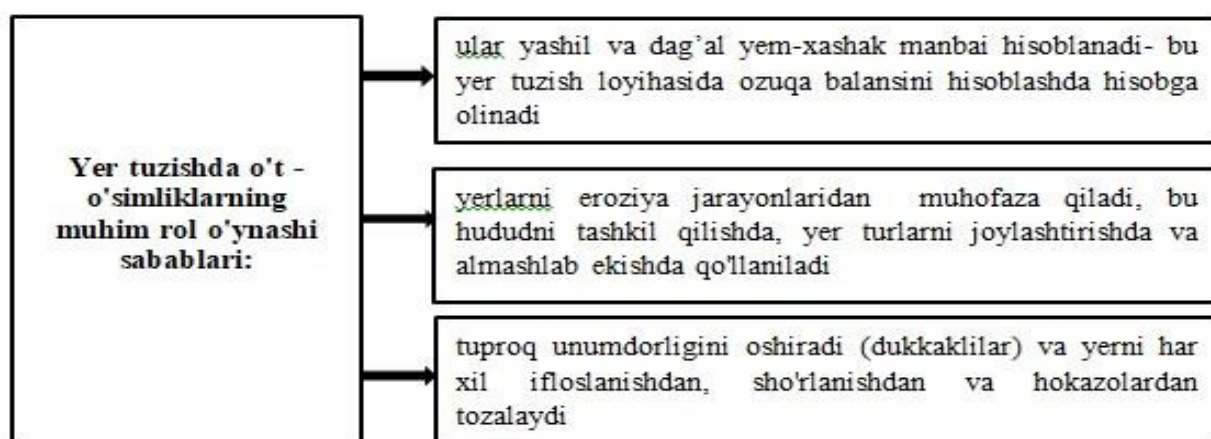 Yer tuzishda o't -
o'simliklarning
muhim rol o'ynashi
sabablari:
ular yashil va dag’al yem-xashak manbai hisoblanadi- bu
yer tuzish loyihasida ozuqa balansini hisoblashda hisobga
olinadi
yerlarni eroziya jarayonlaridan muhofaza qiladi, bu
hududni tashkil qilishda, yer turlarni joylashtirishda va
almashlab ekishda qo'llaniladi
tuproq unumdorligini oshiradi (dukkaklilar) va yerni har
xil ifloslanishdan, sho'rlanishdan va hokazolardan
tozalaydi